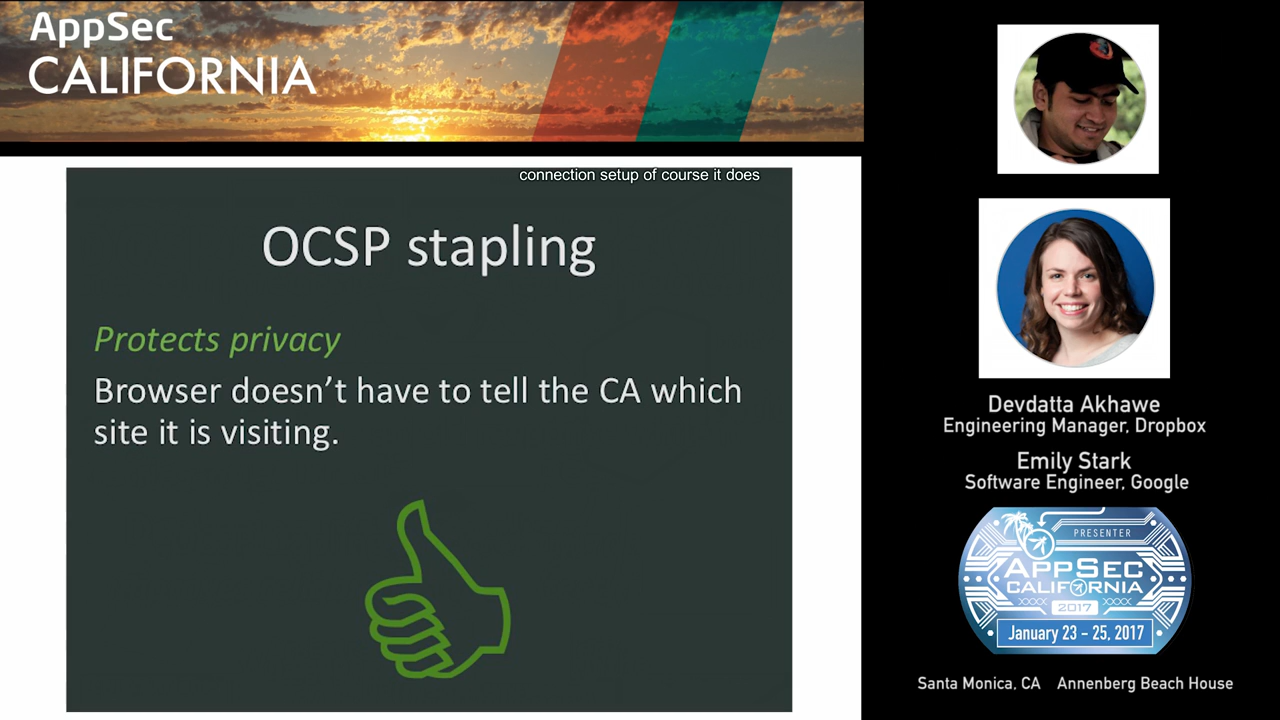 AppSec
CALIFORNIA
connection setup of course it does
OCSP stapling
Protects privacy
Browser doesn't have to tell the CA which
site it is visiting.
Devdatta Akhawe
Engineering Manager, Dropbox
Emily Stark
Software Engineer, Google
PRESENTER
APPSEC
CALIFORNIA
2017
January 23 – 25, 2017
Santa Monica, CA Annenberg Beach House